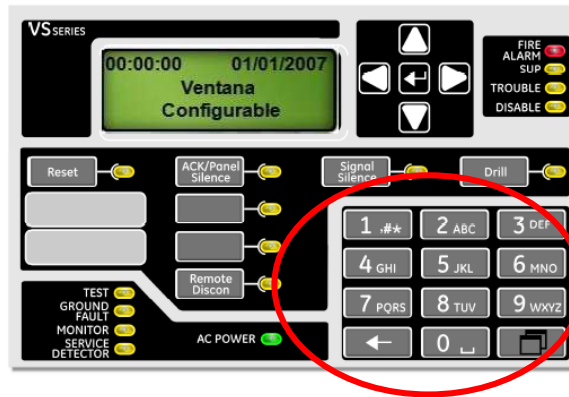 VS SERIES
00:00:00 01/01/2007
Ventana
Configurable
FIRE
ALARM
SUP
TROUBLE
DISABLE
Reset
ACK/Panel
Silence
Signal
Silence
Drill
Remote
Discon
1 ,#*
2 ABC
3 DEF
4 GHI
5 JKL
6 MNO
7 PQRS
8 TUV
9 WXYZ
0
TEST
GROUND
FAULT
MONITOR
SERVICE
DETECTOR
AC POWER